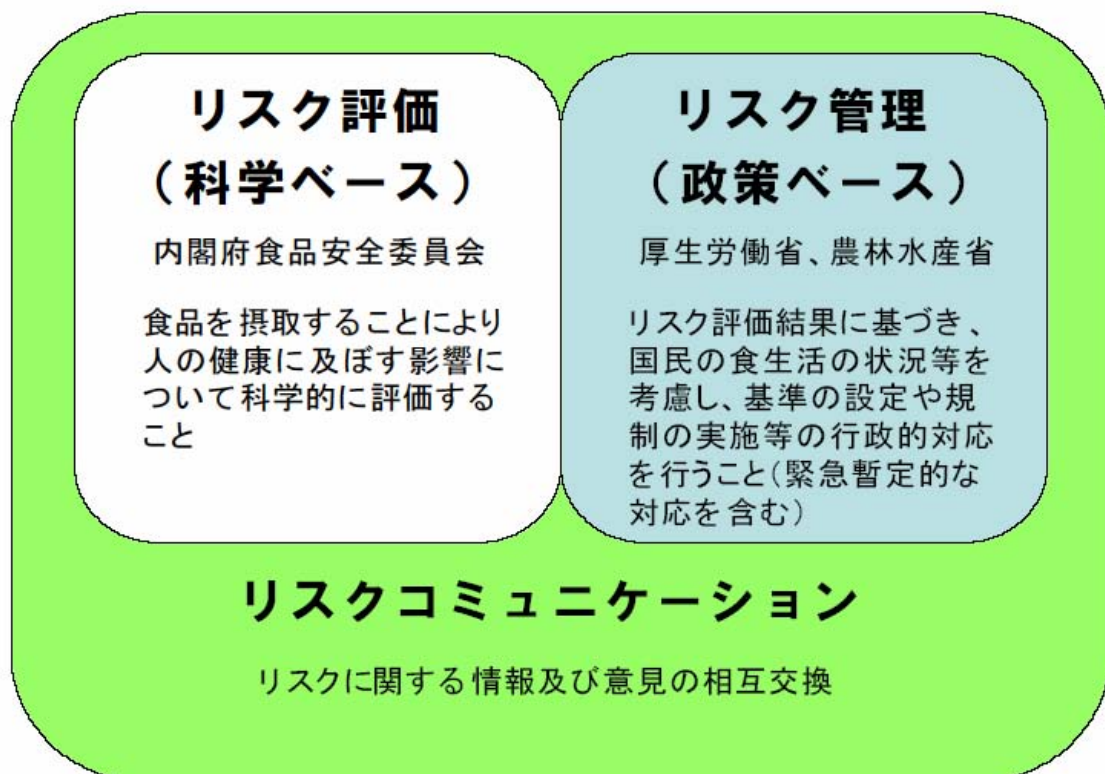 リスク評価
（科学ベース）
内閣府食品安全委員会
食品を摂取することにより
人の健康に及ぼす影響に
ついて科学的に評価する
こと
リスク管理
（政策ベース）
厚生労働省、農林水産省
リスク評価結果に基づき、
国民の食生活の状況等を
考慮し、基準の設定や規
制の実施等の行政的対応
を行うこと（緊急暫定的な
対応を含む）
リスクコミュニケーション
リスクに関する情報及び意見の相互交換